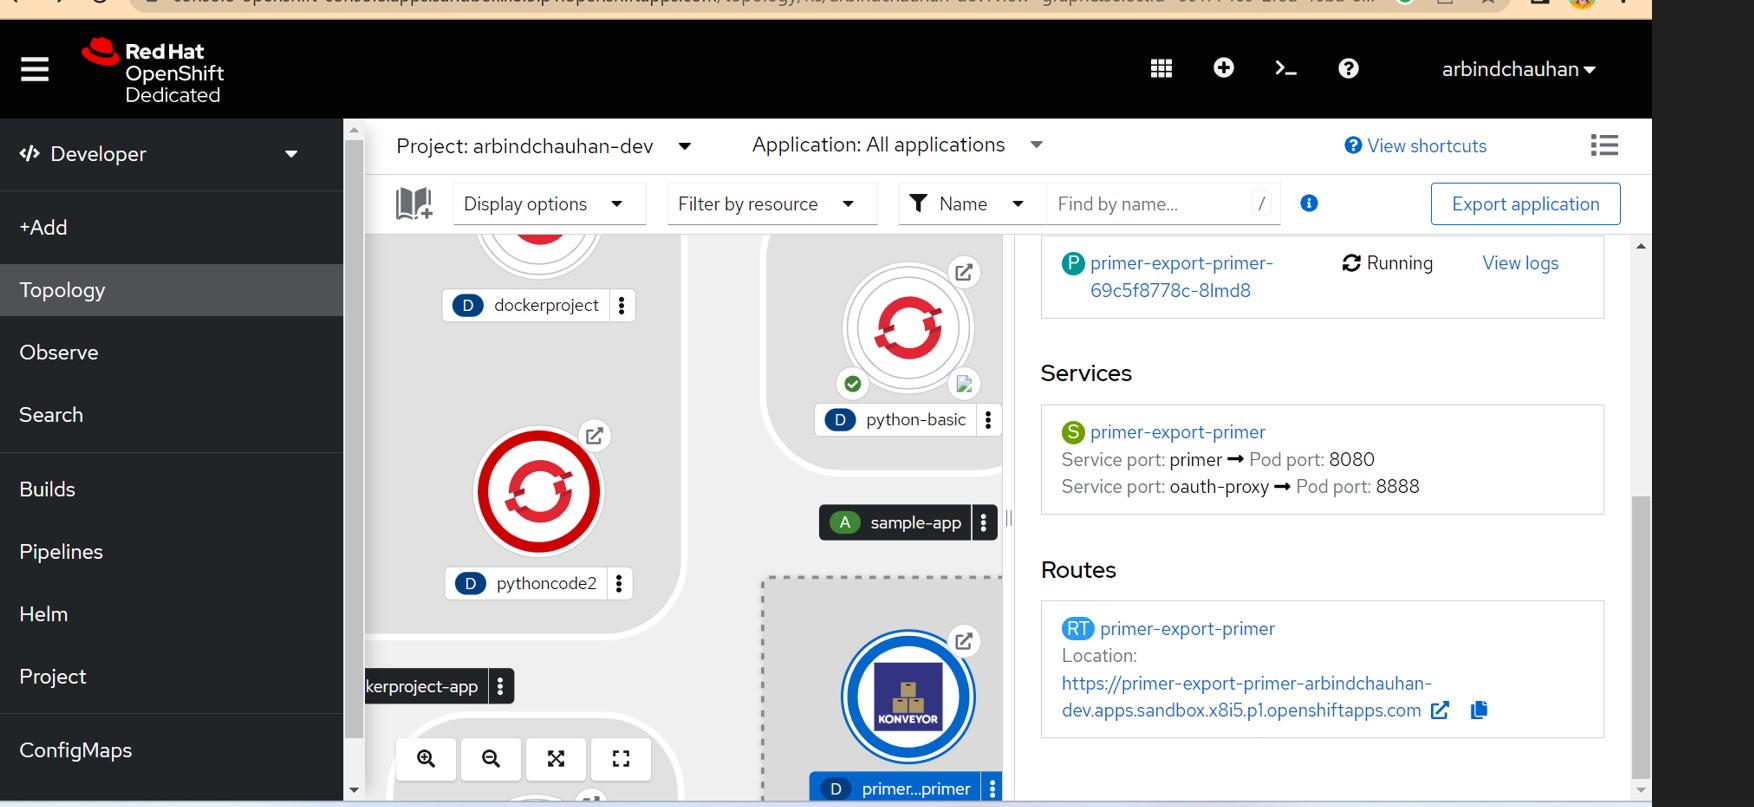 Red Hat
OpenShift
Dedicated
arbindchauhan
Developer
+Add
Topology
Observe
Search
Builds
Pipelines
Helm
Project
ConfigMaps
Project: arbindchauhan-dev
Application: All applications
View shortcuts
Display options
Filter by resource
Name
Find by name...
/
Export application
D dockerproject
D python-basic
D pythoncode2
A sample-app
kerproject-app
KONVEYOR
D primer...primer
P primer-export-primer-
69c5f8778c-8lmd8
Running
View logs
Services
S primer-export-primer
Service port: primer → Pod port: 8080
Service port: oauth-proxy → Pod port: 8888
Routes
RT primer-export-primer
Location:
https://primer-export-primer-arbindchauhan-
dev.apps.sandbox.x8i5.p1.openshiftapps.com